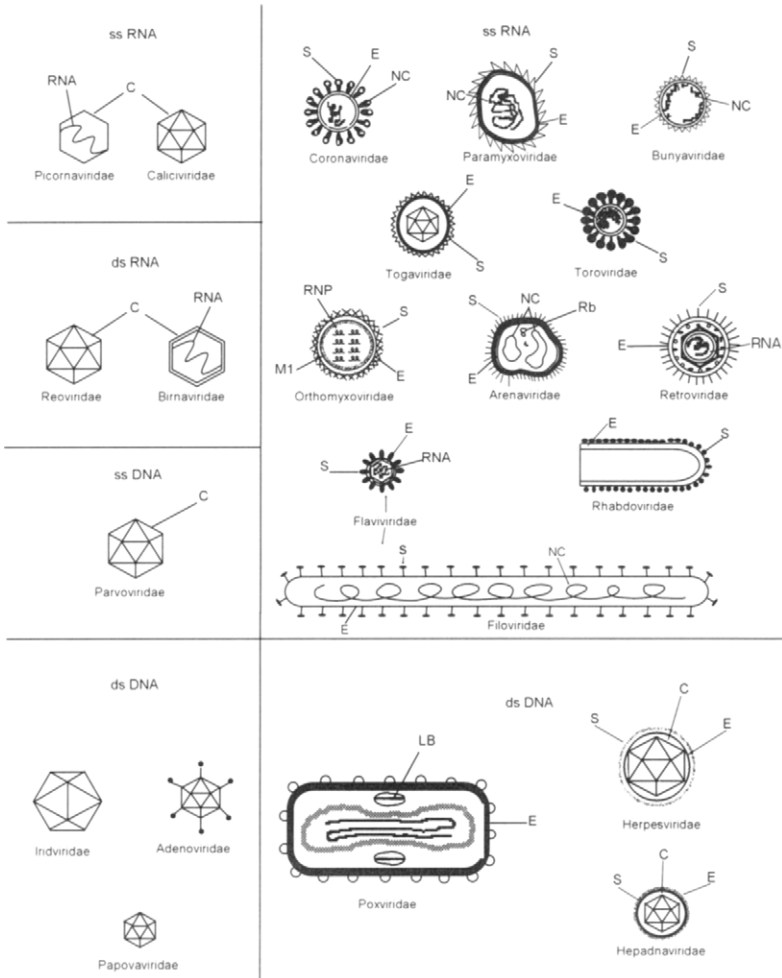 ss RNA
RNA
C
Picornaviridae
Caliciviridae
ds RNA
RNA
C
Reoviridae
Birnaviridae
ss DNA
C
Parvoviridae
ss RNA
S
E
NC
Coronaviridae
S
NC
E
Paramyxoviridae
S
NC
E
Bunyaviridae
E
S
Togaviridae
E
S
Toroviridae
RNP
S
M1
E
Orthomyxoviridae
NC
S
Rb
E
Arenaviridae
S
E
RNA
Retroviridae
E
S
RNA
Flaviviridae
E
S
Rhabdoviridae
S
NC
E
Filoviridae
ds DNA
Iridviridae
Adenoviridae
Papovaviridae
ds DNA
LB
E
Poxviridae
C
S
E
Herpesviridae
C
S
E
Hepadnaviridae